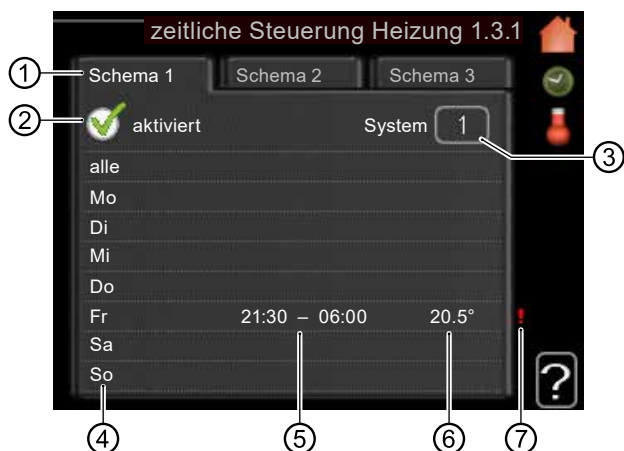 zeitliche Steuerung Heizung 1.3.1
① Schema 1 Schema 2 Schema 3
② aktiviert System 1 ③
alle
Mo
Di
Mi
Do
Fr 21:30 – 06:00 20.5° !
Sa
So ?
④ ⑤ ⑥ ⑦